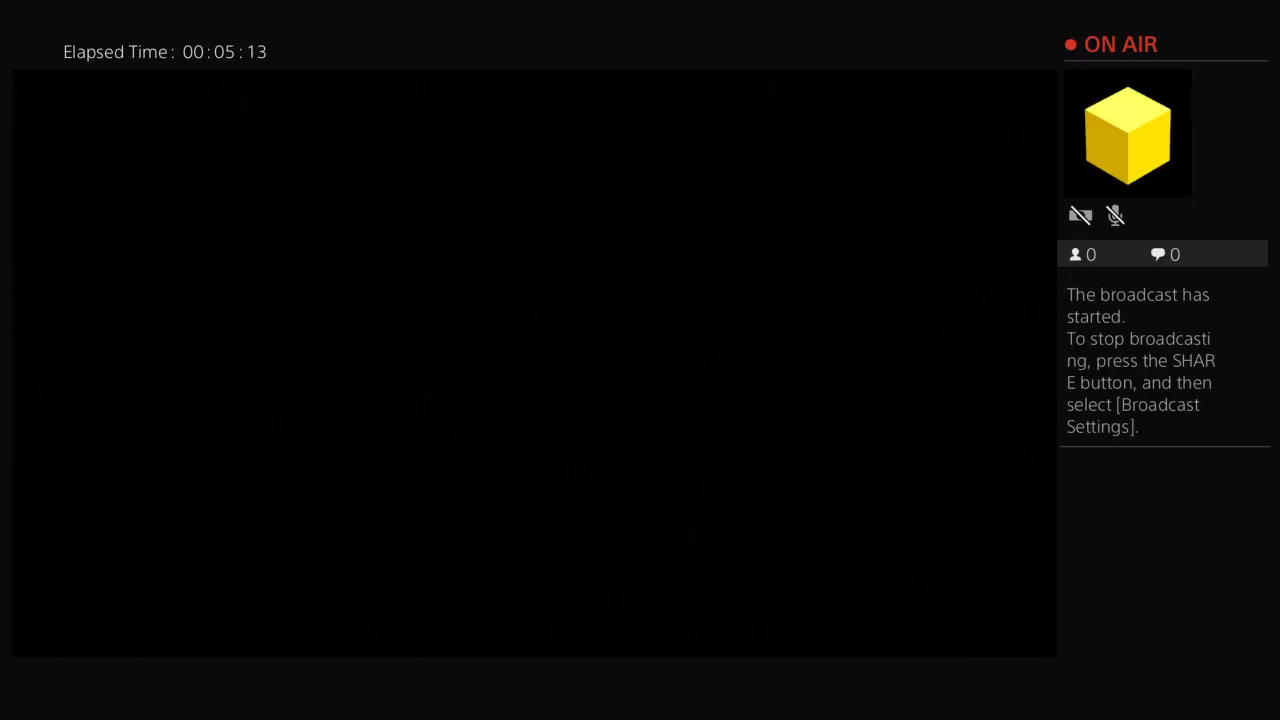 Elapsed Time: 00:05:13
ON AIR
0 0
The broadcast has
started.
To stop broadcasti
ng, press the SHAR
E button, and then
select [Broadcast
Settings].